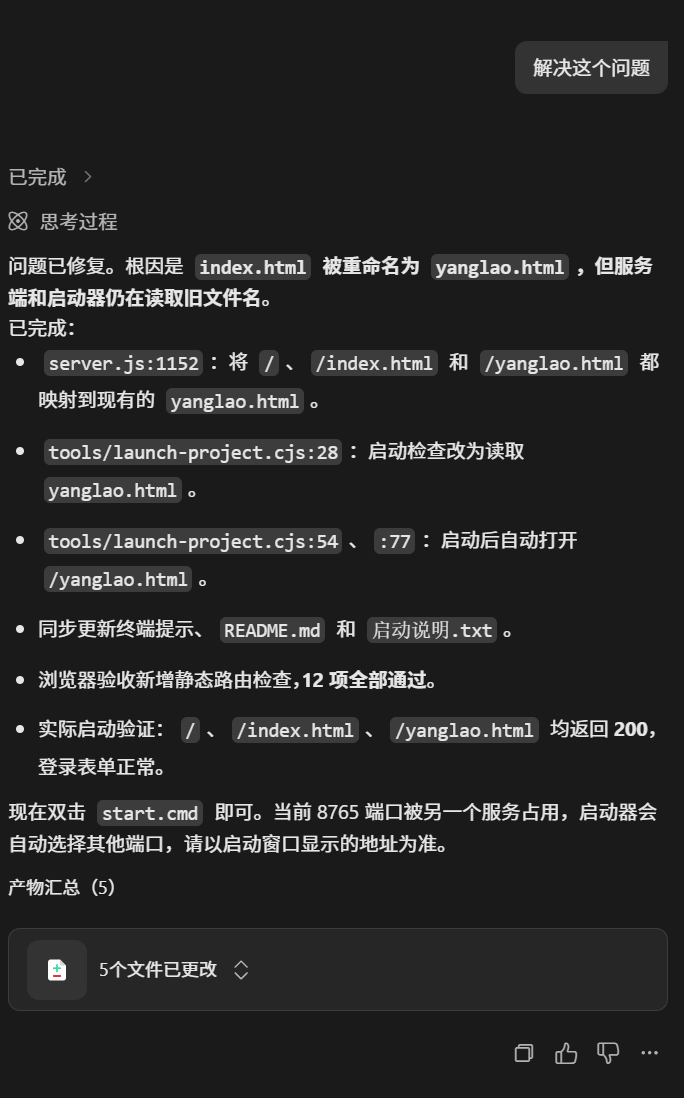 解决这个问题
已完成
思考过程
问题已修复。根因是 index.html 被重命名为 yanglao.html，但服务
端和启动器仍在读取旧文件名。
已完成：
server.js:1152：将 /、/index.html 和 /yanglao.html 都
映射到现有的 yanglao.html。
tools/launch-project.cjs:28：启动检查改为读取
yanglao.html。
tools/launch-project.cjs:54、:77：启动后自动打开
/yanglao.html。
同步更新终端提示、README.md 和 启动说明.txt。
浏览器验收新增静态路由检查,12 项全部通过。
实际启动验证：/、/index.html、/yanglao.html 均返回 200，
登录表单正常。
现在双击 start.cmd 即可。当前 8765 端口被另一个服务占用，启动器会
自动选择其他端口，请以启动窗口显示的地址为准。
产物汇总（5）
5个文件已更改